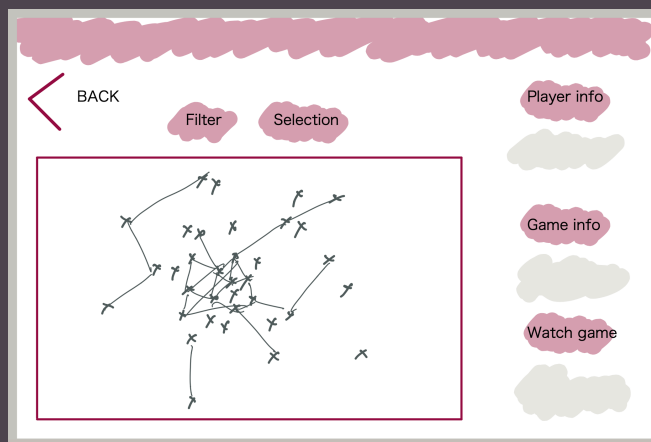 BACK
Filter
Selection
Player info
Game info
Watch game